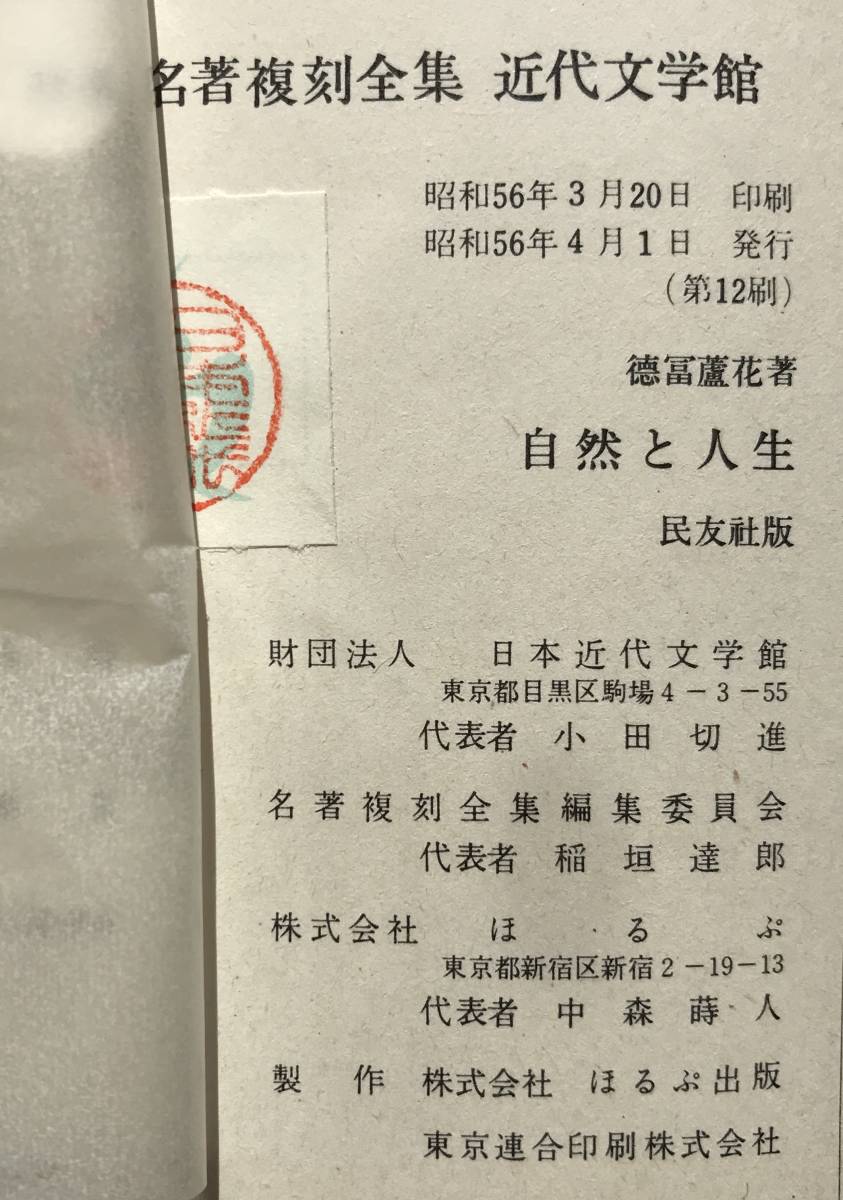 名著複刻全集 近代文学館
昭和56年3月20日 印刷
昭和56年4月1日 発行
(第12刷)
德冨蘆花著
自然と人生
民友社版
財団法人 日本近代文学館
東京都目黒区駒場4-3-55
代表者 小田切進
名著複刻全集編集委員会
代表者 稲垣達郎
株式会社 ほるぷ
東京都新宿区新宿2-19-13
代表者 中森蒔人
製作 株式会社 ほるぷ出版
東京連合印刷株式会社